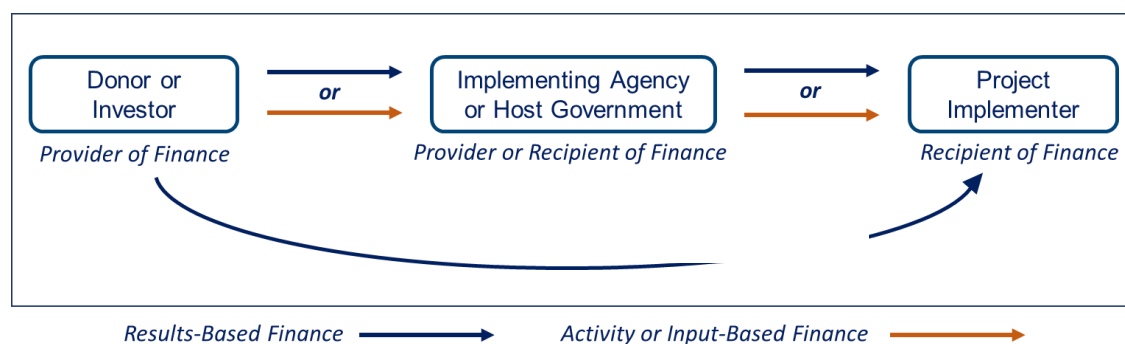 Donor or
Investor
or
Implementing Agency
or Host Government
or
Project
Implementer
Provider of Finance
Provider or Recipient of Finance
Recipient of Finance
Results-Based Finance
Activity or Input-Based Finance